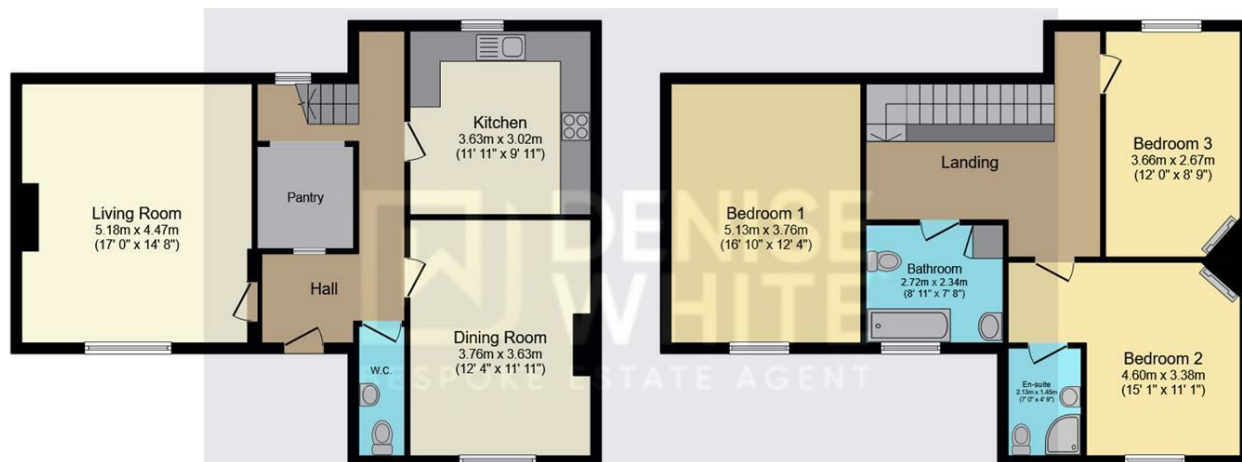 Living Room
5.18m x 4.47m
(17' 0" x 14' 8")
Pantry
Hall
Kitchen
3.63m x 3.02m
(11' 11" x 9' 11")
Dining Room
3.76m x 3.63m
(12' 4" x 11' 11")
W.C.
Bedroom 1
5.13m x 3.76m
(16' 10" x 12' 4")
Landing
Bathroom
2.72m x 2.34m
(8' 11" x 7' 8")
Bedroom 3
3.66m x 2.67m
(12' 0" x 8' 9")
Bedroom 2
4.60m x 3.38m
(15' 1" x 11' 1")
En-suite
2.13m x 1.45m
(7' 0" x 4' 9")
DENISE
WHITE
BESPOKE ESTATE AGENT